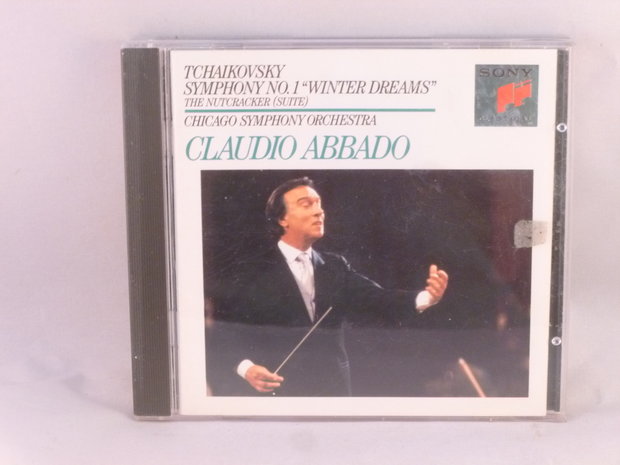 TCHAIKOVSKY
SYMPHONY NO. 1 "WINTER DREAMS"
THE NUTCRACKER (SUITE)
CHICAGO SYMPHONY ORCHESTRA
CLAUDIO ABBADO
SONY